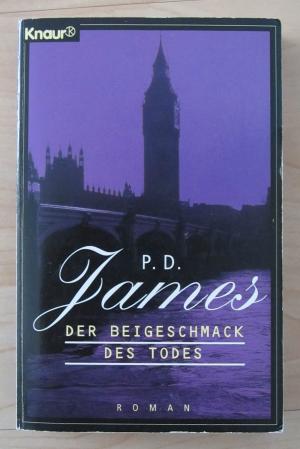 Knaur
P. D.
James
DER BEIGESCHMACK
DES TODES
ROMAN